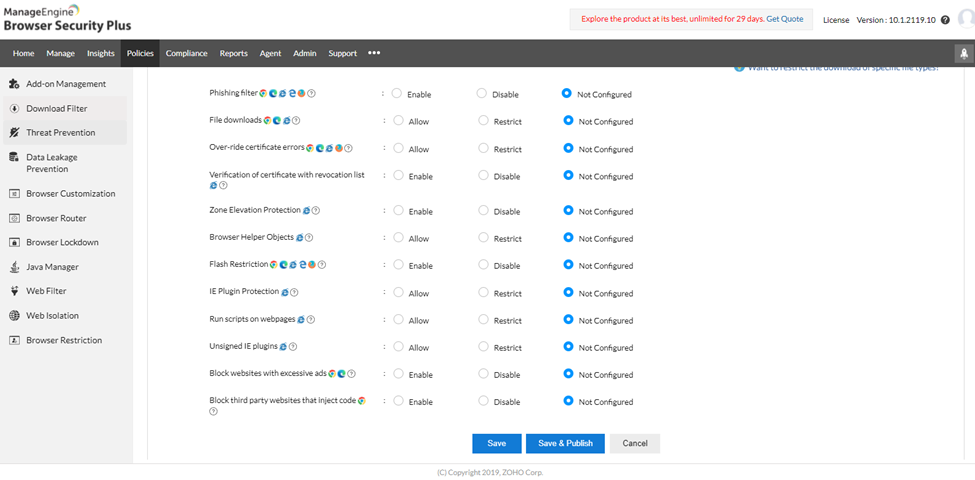 ManageEngine
Browser Security Plus
Explore the product at its best, unlimited for 29 days. Get Quote
License Version : 10.1.2119.10
Home Manage Insights Policies Compliance Reports Agent Admin Support •••
Add-on Management
Download Filter
Threat Prevention
Data Leakage
Prevention
Browser Customization
Browser Router
Browser Lockdown
Java Manager
Web Filter
Web Isolation
Browser Restriction
Want to restrict the download of specific file types?
Phishing filter : Enable Disable Not Configured
File downloads : Allow Restrict Not Configured
Over-ride certificate errors : Allow Restrict Not Configured
Verification of certificate with revocation list : Enable Disable Not Configured
Zone Elevation Protection : Enable Disable Not Configured
Browser Helper Objects : Allow Restrict Not Configured
Flash Restriction : Enable Disable Not Configured
IE Plugin Protection : Allow Restrict Not Configured
Run scripts on webpages : Allow Restrict Not Configured
Unsigned IE plugins : Allow Restrict Not Configured
Block websites with excessive ads : Enable Disable Not Configured
Block third party websites that inject code : Enable Disable Not Configured
Save Save & Publish Cancel
(C) Copyright 2019, ZOHO Corp.